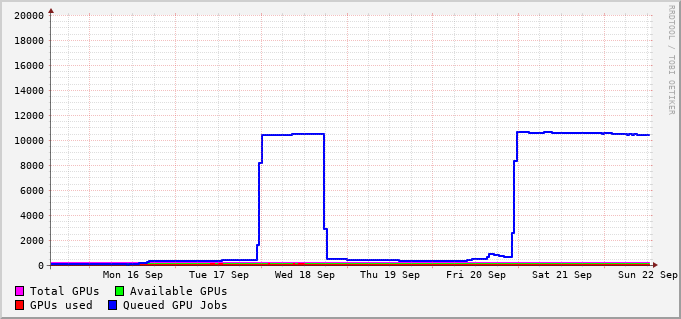 20000
18000
16000
14000
12000
10000
8000
6000
4000
2000
0
Mon 16 Sep Tue 17 Sep Wed 18 Sep Thu 19 Sep Fri 20 Sep Sat 21 Sep Sun 22 Sep
Total GPUs Available GPUs
GPUs used Queued GPU Jobs
RRDTOOL / TOBI OETIKER